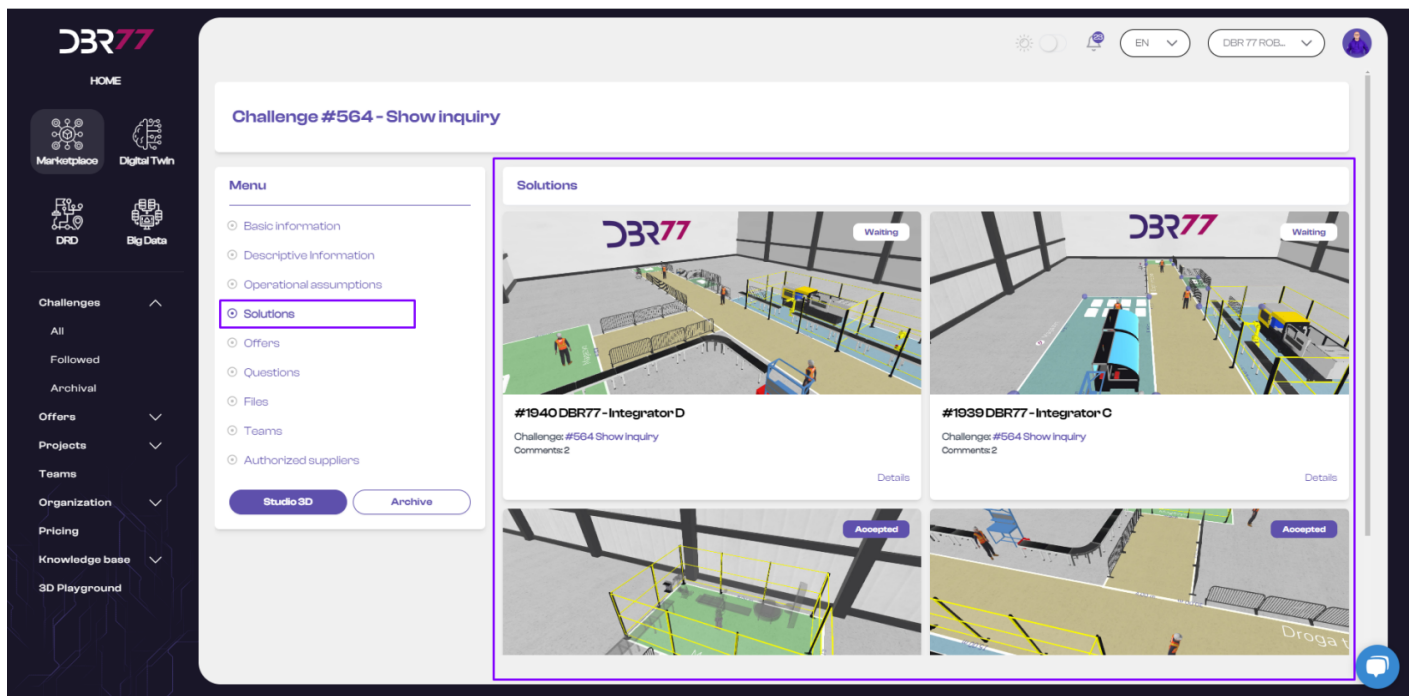 DBR77
HOME
Marketplace
Digital Twin
DRD
Big Data
Challenges
All
Followed
Archival
Offers
Projects
Teams
Organization
Pricing
Knowledge base
3D Playground
29
EN
DBR 77 ROB...
Challenge #564 - Show inquiry
Menu
Basic information
Descriptive Information
Operational assumptions
Solutions
Offers
Questions
Files
Teams
Authorized suppliers
Studio 3D
Archive
Solutions
DBR77
Waiting
#1940 DBR77 - Integrator D
Challenge: #564 Show inquiry
Comments: 2
Details
DBR77
Waiting
#1939 DBR77 - Integrator C
Challenge: #564 Show inquiry
Comments: 2
Details
Accepted
Accepted
Droga t